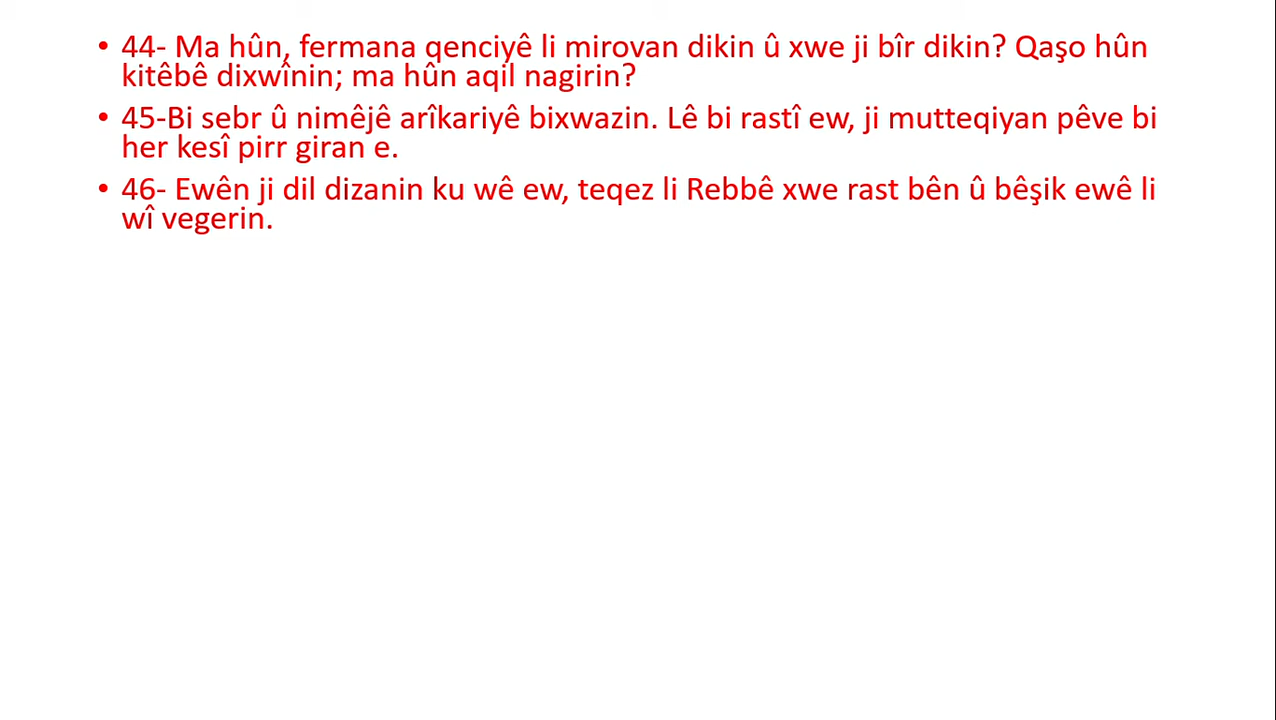 • 44- Ma hûn, fermana qenciyê li mirovan dikin û xwe ji bîr dikin? Qaşo hûn
kitêbê dixwînin; ma hûn aqil nagirin?
• 45-Bi sebr û nimêjê arîkariyê bixwazin. Lê bi rastî ew, ji mutteqiyan pêve bi
her kesî pirr giran e.
• 46- Ewên ji dil dizanin ku wê ew, teqez li Rebbê xwe rast bên û bêşik ewê li
wî vegerin.